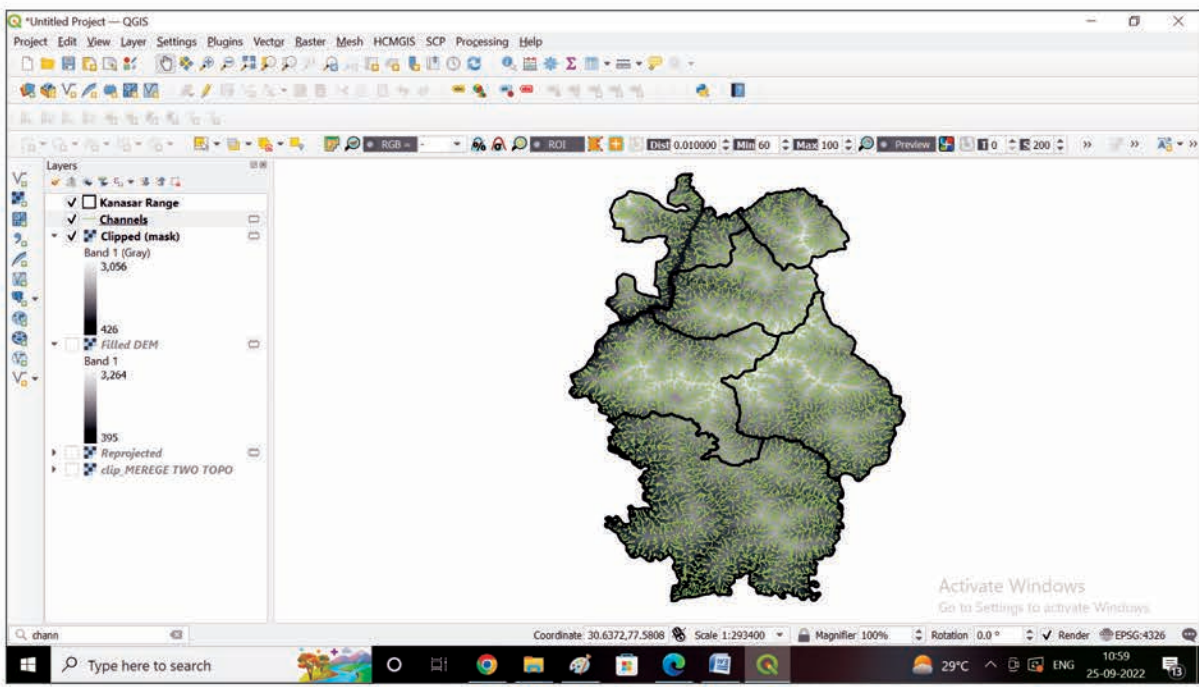 *Untitled Project — QGIS
Project Edit View Layer Settings Plugins Vector Raster Mesh HCMGIS SCP Processing Help
RGB = - ROI Dist 0.010000 Min 60 Max 100 Preview T 0 S 200 » » »
Layers
Kanasar Range
Channels
Clipped (mask)
Band 1 (Gray)
3,056
426
Filled DEM
Band 1
3,264
395
Reprojected
clip_MEREGE TWO TOPO
Activate Windows
Go to Settings to activate Windows.
chann
Coordinate 30.6372,77.5808 Scale 1:293400 Magnifier 100% Rotation 0.0 ° Render EPSG:4326
Type here to search
29°C ENG
10:59
25-09-2022
13